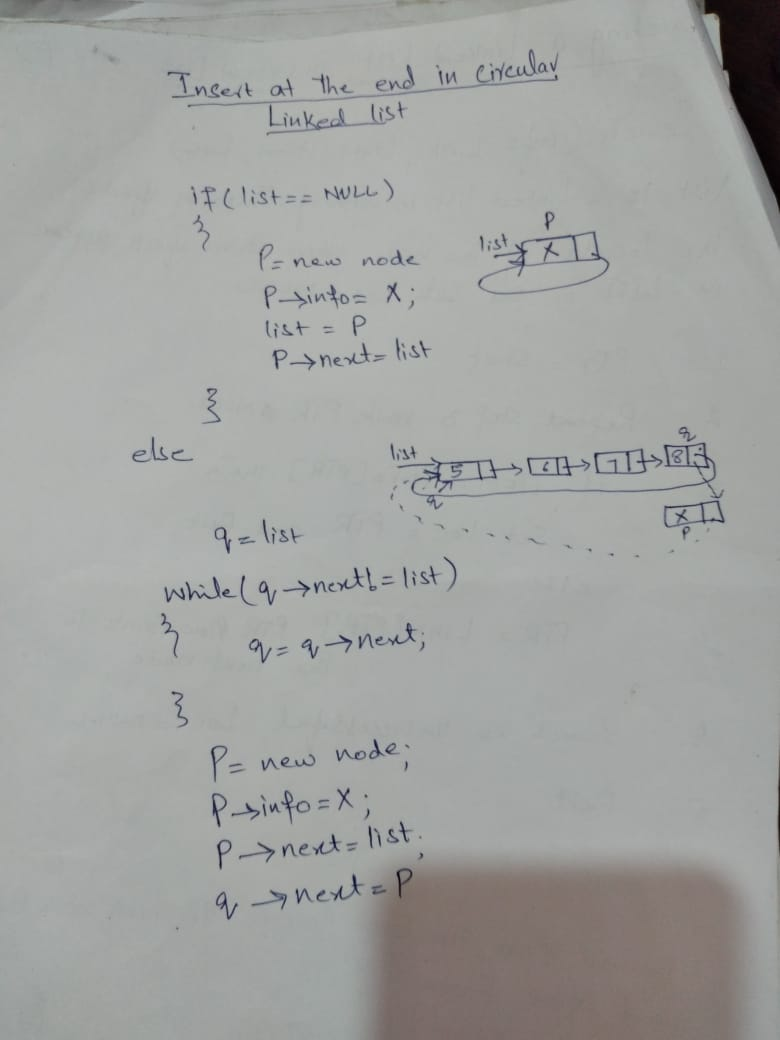 Insert at the end in circular
Linked list
if(list== NULL)
}
P= new node
P→info= X;
list = P
P→next= list
}
P
list
X
else
list
5
6
7
8
q
q
X
P
q = list
while(q→next!= list)
}
q= q→next;
}
P= new node;
P→info=X;
P→next= list;
q→next= P